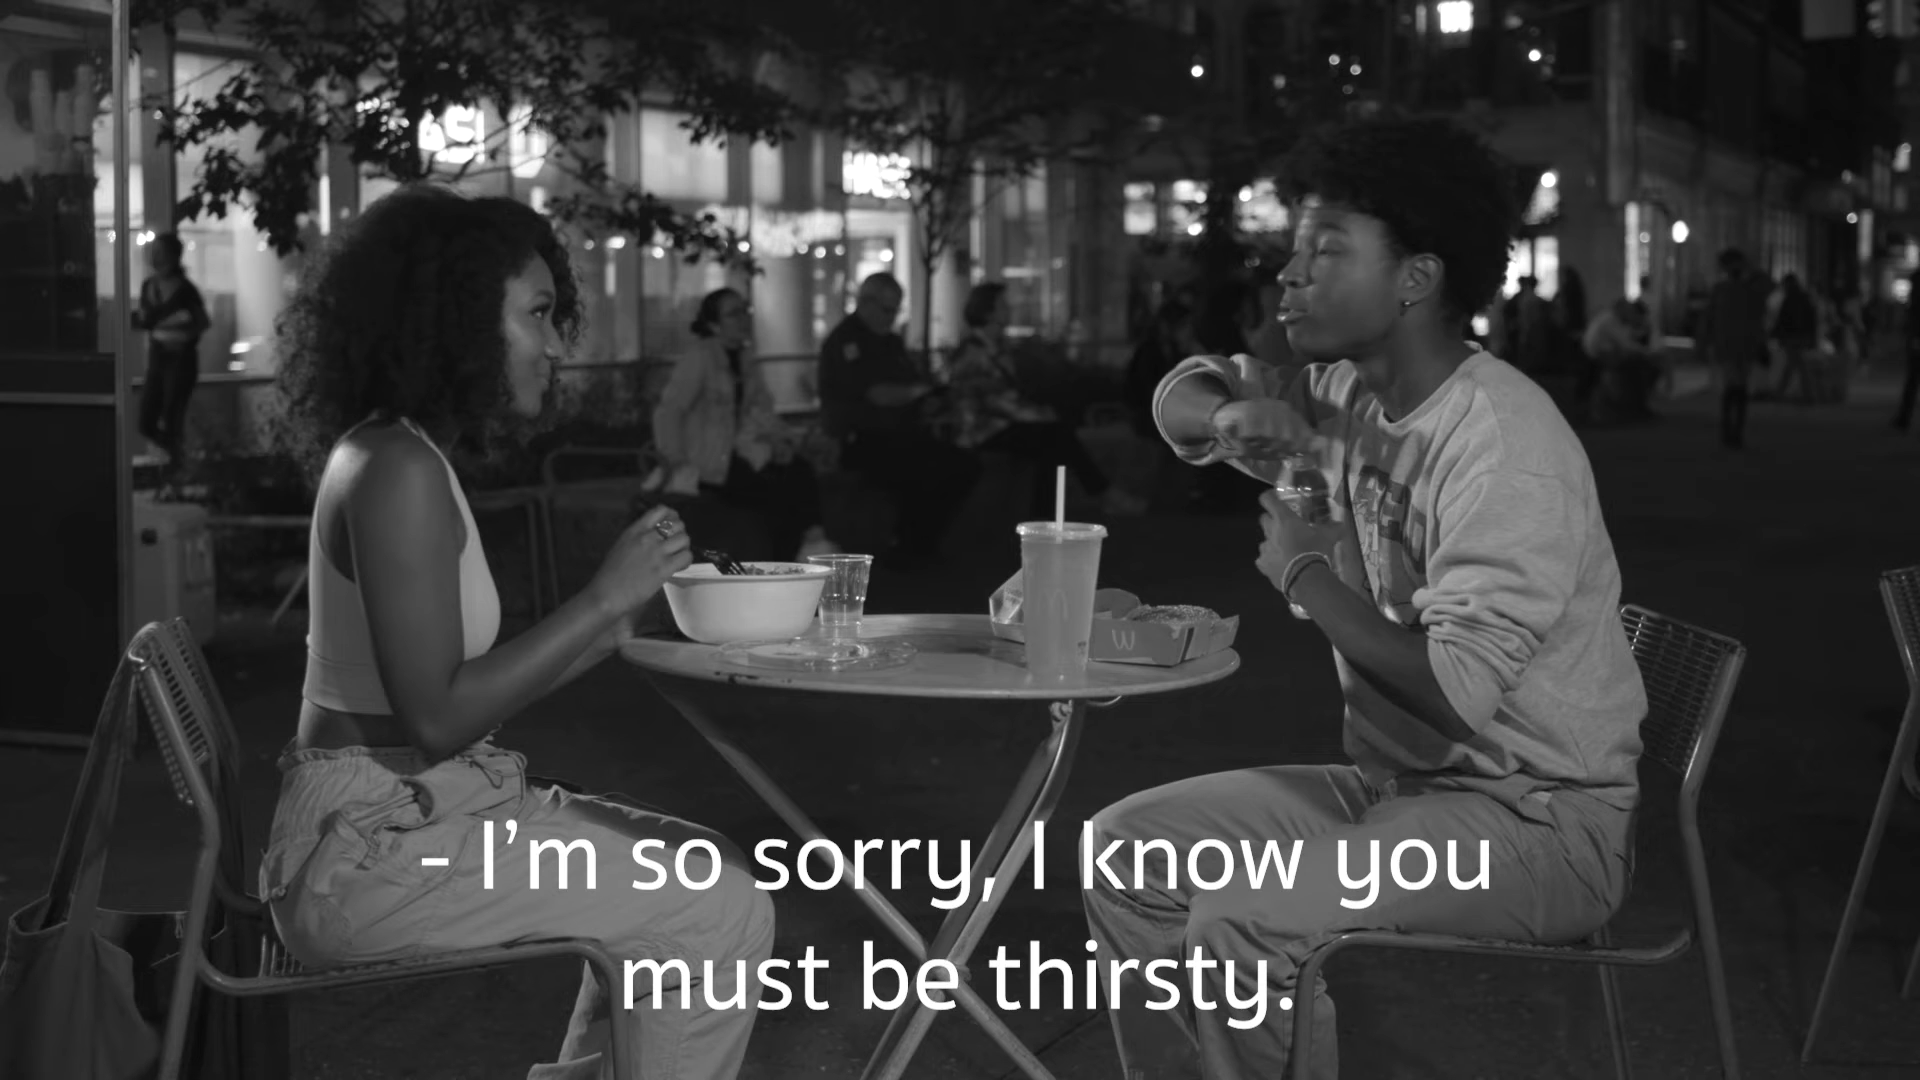 - I’m so sorry, I know you
must be thirsty.